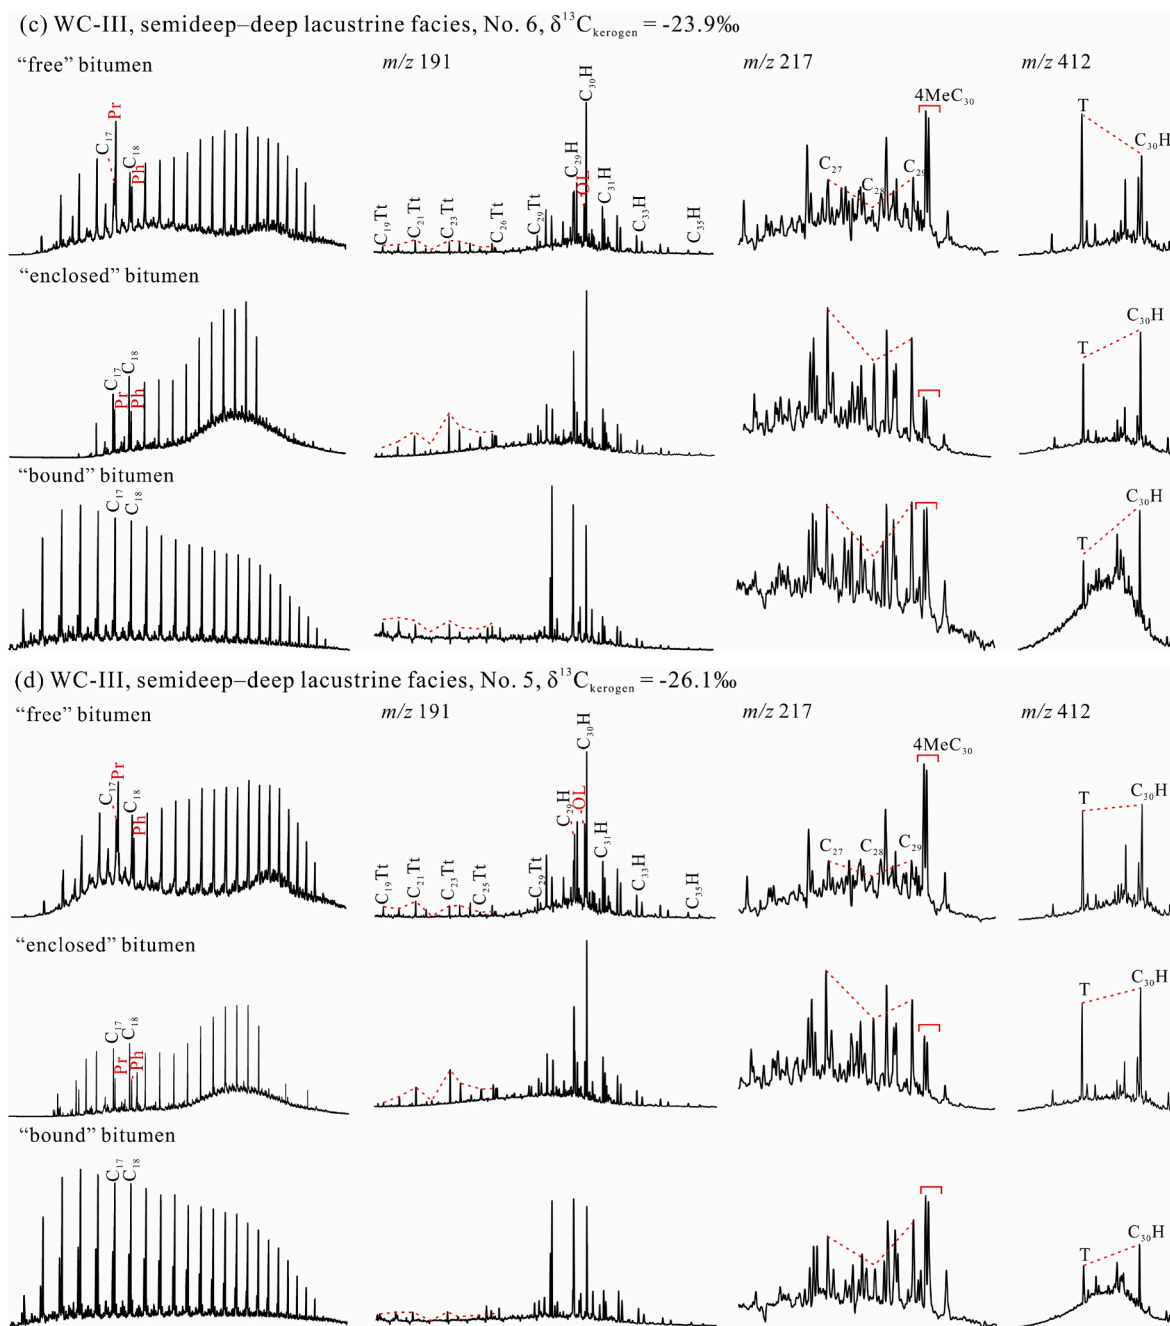 (c) WC-III, semideep–deep lacustrine facies, No. 6, δ¹³C_kerogen = -23.9‰
"free" bitumen
m/z 191
m/z 217
m/z 412
C₁₇
Pr
C₁₈
Ph
C₁₉Tt
C₂₁Tt
C₂₃Tt
C₂₆Tt
C₂₉Tt
C₂₉H
OL
C₃₀H
C₃₁H
C₃₃H
C₃₅H
C₂₇
C₂₈
C₂₉
4MeC₃₀
T
C₃₀H
"enclosed" bitumen
C₁₇
Pr
C₁₈
Ph
T
C₃₀H
"bound" bitumen
C₁₇
C₁₈
T
C₃₀H
(d) WC-III, semideep–deep lacustrine facies, No. 5, δ¹³C_kerogen = -26.1‰
"free" bitumen
m/z 191
m/z 217
m/z 412
C₁₇
Pr
C₁₈
Ph
C₁₉Tt
C₂₁Tt
C₂₃Tt
C₂₅Tt
C₂₉Tt
C₂₉H
OL
C₃₀H
C₃₁H
C₃₃H
C₃₅H
C₂₇
C₂₈
C₂₉
4MeC₃₀
T
C₃₀H
"enclosed" bitumen
C₁₇
Pr
C₁₈
Ph
T
C₃₀H
"bound" bitumen
C₁₇
C₁₈
T
C₃₀H